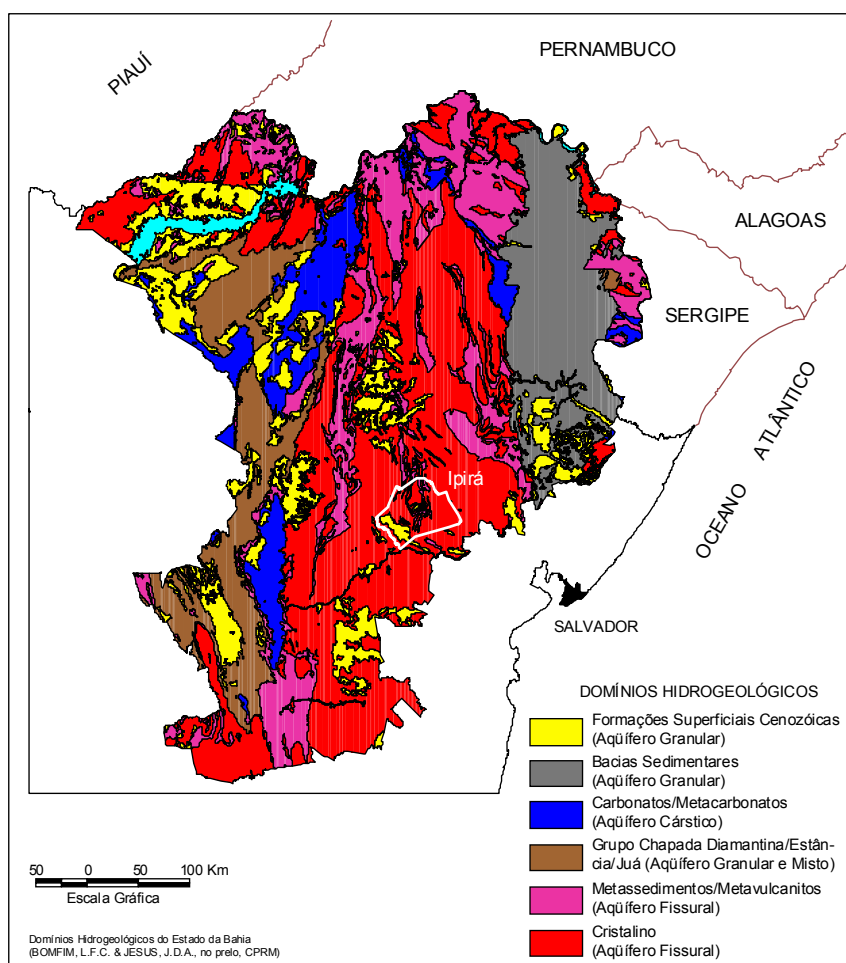 PIAUÍ
PERNAMBUCO
ALAGOAS
SERGIPE
OCEANO ATLÂNTICO
Ipirá
SALVADOR
DOMÍNIOS HIDROGEOLÓGICOS
Formações Superficiais Cenozóicas
(Aqüífero Granular)
Bacias Sedimentares
(Aqüífero Granular)
Carbonatos/Metacarbonatos
(Aqüífero Cárstico)
Grupo Chapada Diamantina/Estân-
cia/Juá (Aqüífero Granular e Misto)
Metassedimentos/Metavulcanitos
(Aqüífero Fissural)
Cristalino
(Aqüífero Fissural)
50 0 50 100 Km
Escala Gráfica
Domínios Hidrogeológicos do Estado da Bahia
(BOMFIM, L.F.C. & JESUS, J.D.A., no prelo, CPRM)